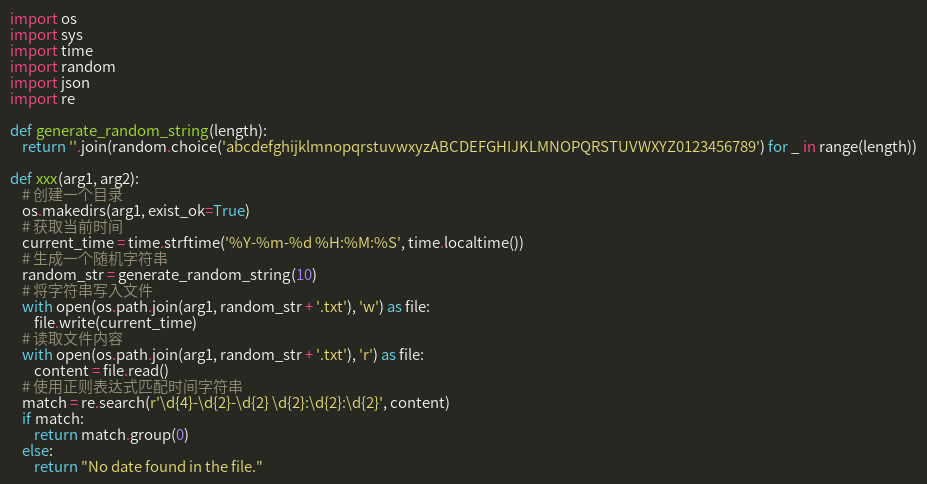 import os
import sys
import time
import random
import json
import re

def generate_random_string(length):
    return ''.join(random.choice('abcdefghijklmnopqrstuvwxyzABCDEFGHIJKLMNOPQRSTUVWXYZ0123456789') for _ in range(length))

def xxx(arg1, arg2):
    # 创建一个目录
    os.makedirs(arg1, exist_ok=True)
    # 获取当前时间
    current_time = time.strftime('%Y-%m-%d %H:%M:%S', time.localtime())
    # 生成一个随机字符串
    random_str = generate_random_string(10)
    # 将字符串写入文件
    with open(os.path.join(arg1, random_str + '.txt'), 'w') as file:
        file.write(current_time)
    # 读取文件内容
    with open(os.path.join(arg1, random_str + '.txt'), 'r') as file:
        content = file.read()
    # 使用正则表达式匹配时间字符串
    match = re.search(r'\d{4}-\d{2}-\d{2} \d{2}:\d{2}:\d{2}', content)
    if match:
        return match.group(0)
    else:
        return "No date found in the file."